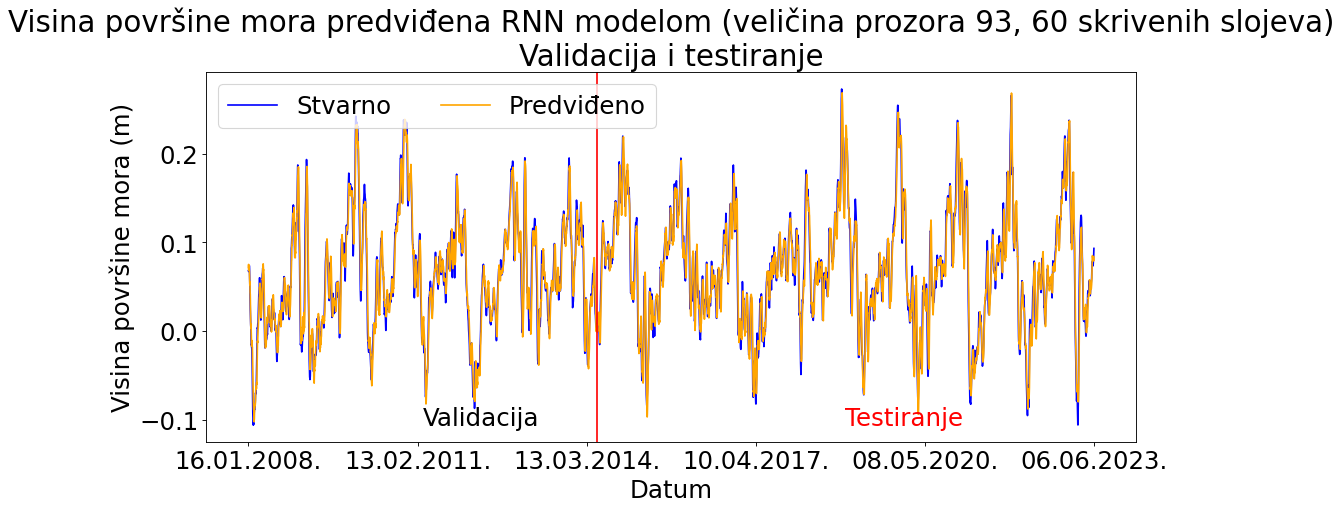 Visina površine mora predviđena RNN modelom (veličina prozora 93, 60 skrivenih slojeva)
Validacija i testiranje
Stvarno
Predviđeno
Visina površine mora (m)
0.2
0.1
0.0
−0.1
Validacija
Testiranje
16.01.2008.
13.02.2011.
13.03.2014.
10.04.2017.
08.05.2020.
06.06.2023.
Datum